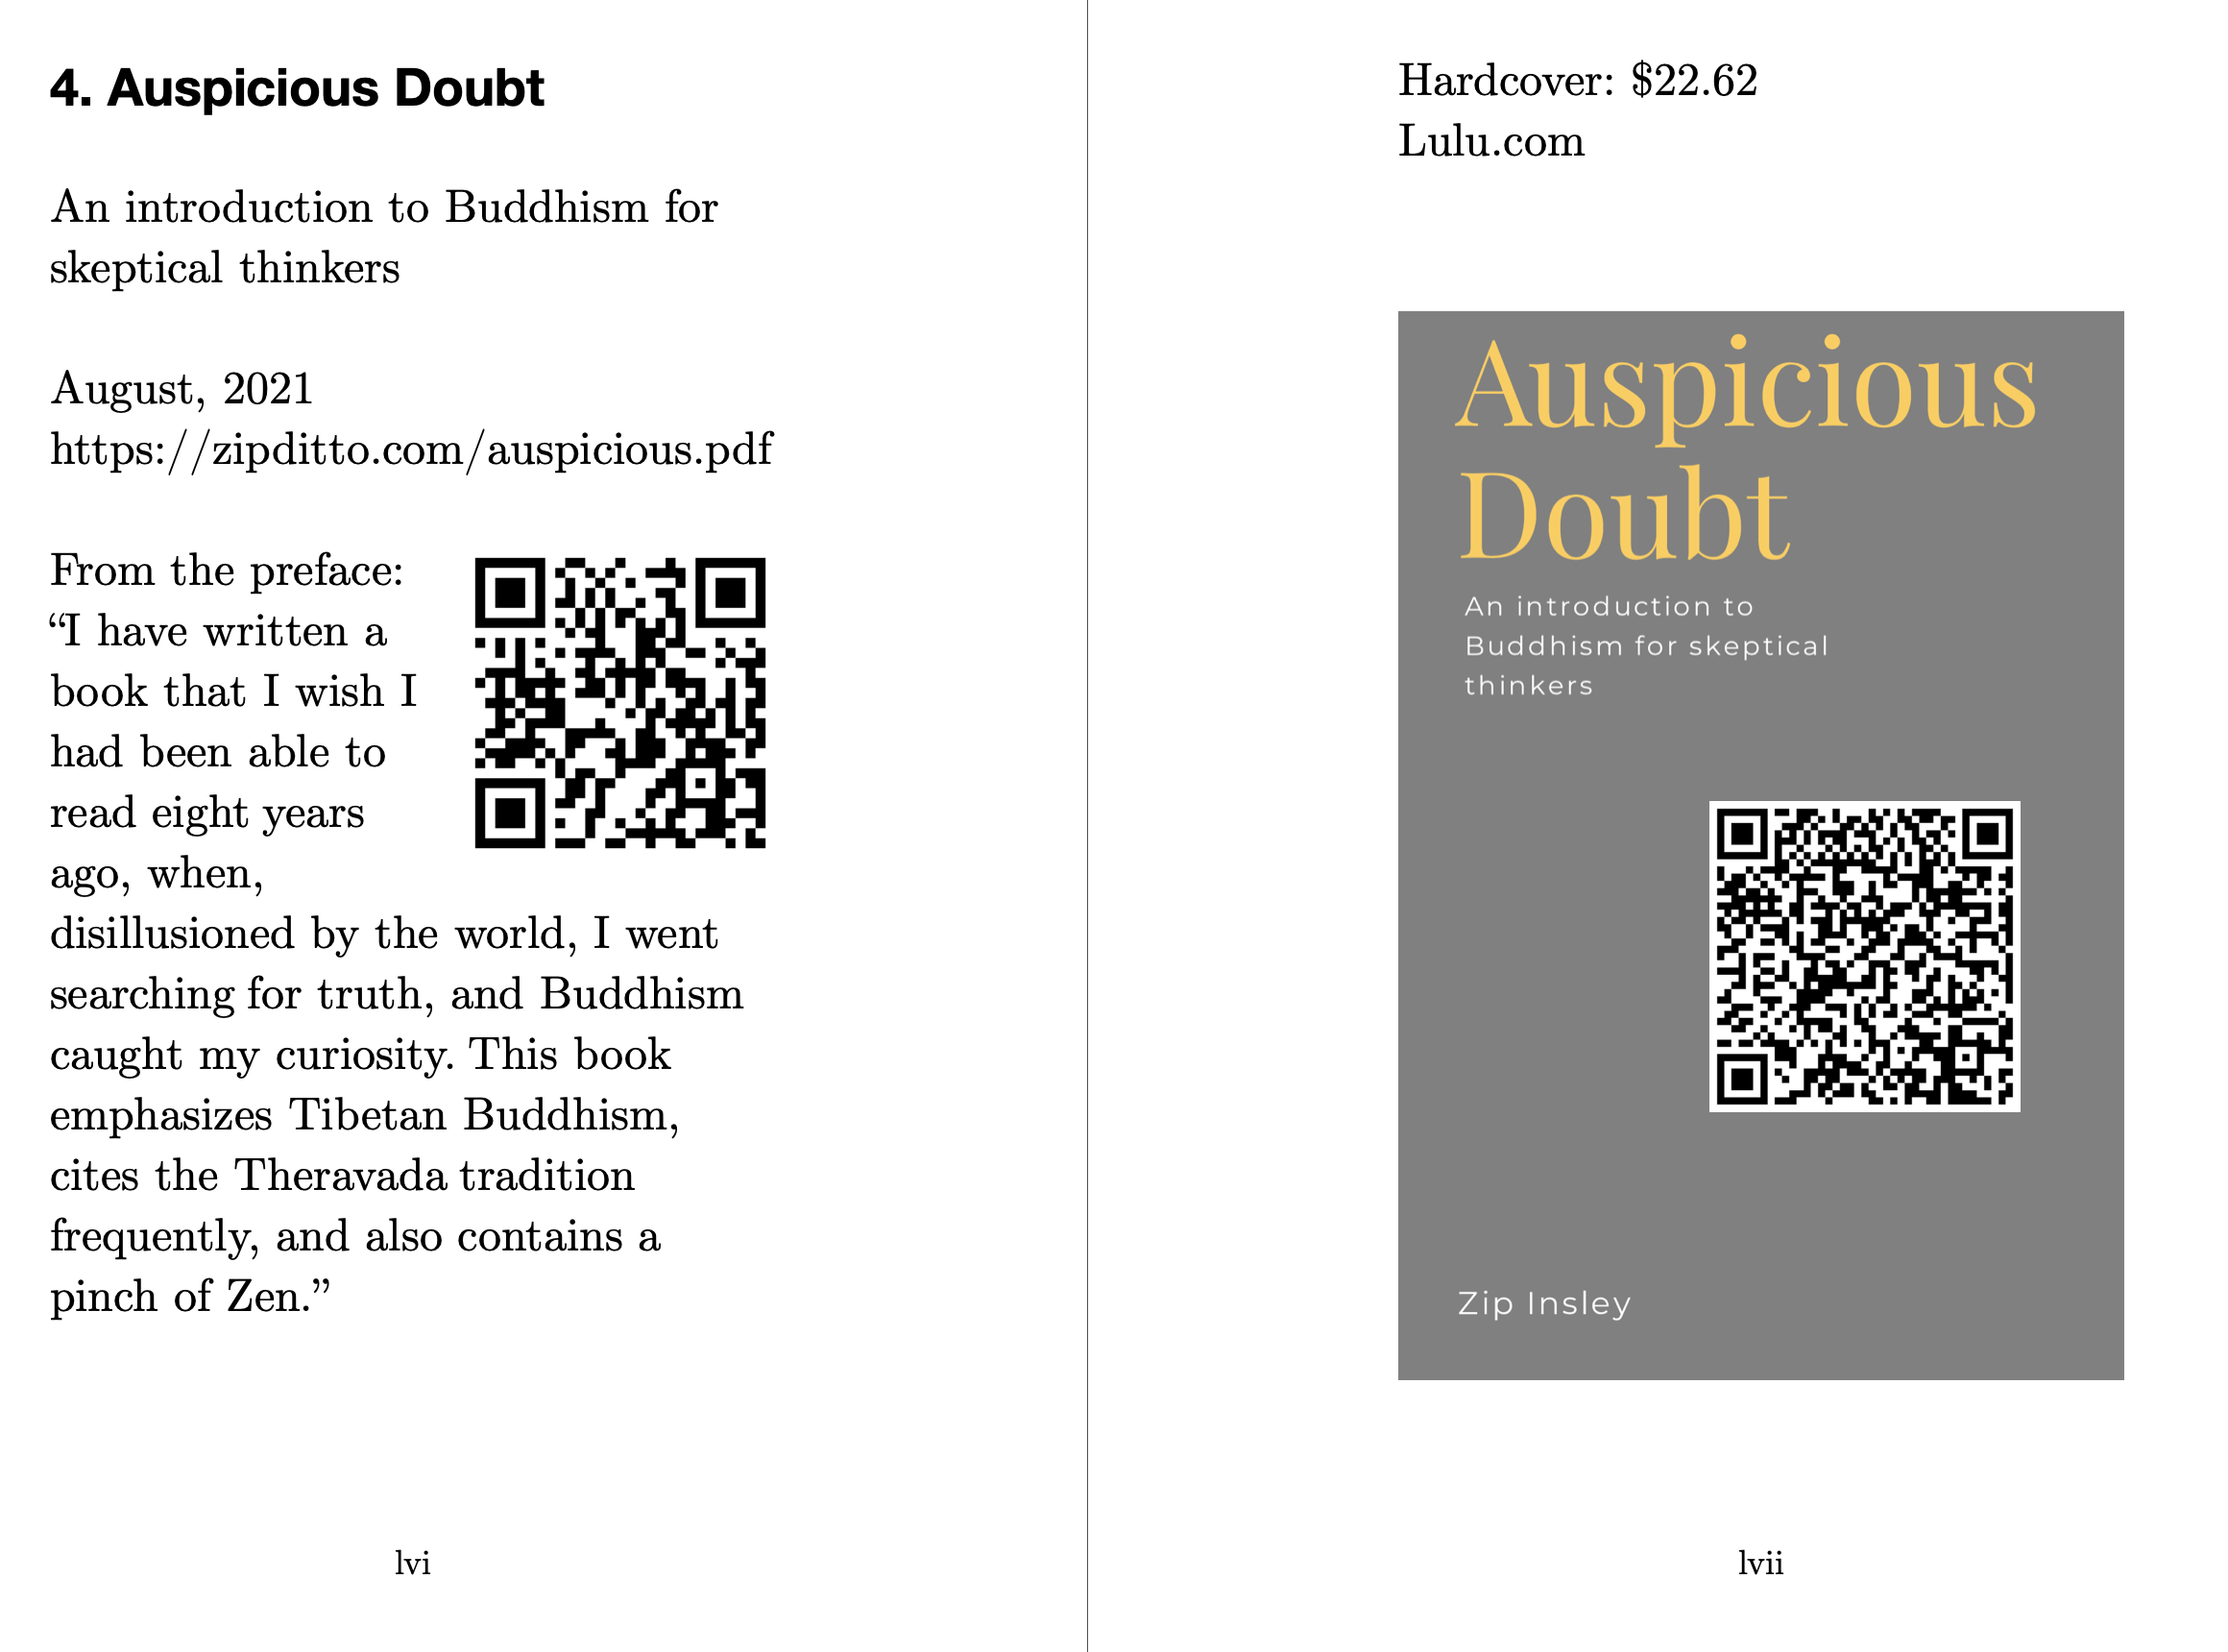 4. Auspicious Doubt
An introduction to Buddhism for
skeptical thinkers
August, 2021
https://zipditto.com/auspicious.pdf
From the preface:
“I have written a
book that I wish I
had been able to
read eight years
ago, when,
disillusioned by the world, I went
searching for truth, and Buddhism
caught my curiosity. This book
emphasizes Tibetan Buddhism,
cites the Theravada tradition
frequently, and also contains a
pinch of Zen.”
lvi
Hardcover: $22.62
Lulu.com
Auspicious
Doubt
An introduction to
Buddhism for skeptical
thinkers
Zip Insley
lvii